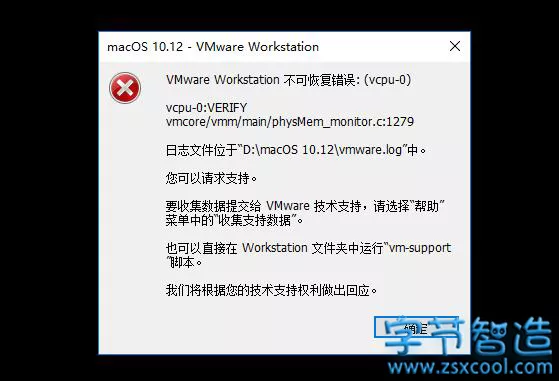 macOS 10.12 - VMware Workstation
VMware Workstation 不可恢复错误: (vcpu-0)
vcpu-0:VERIFY
vmcore/vmm/main/physMem_monitor.c:1279
日志文件位于“D:\macOS 10.12\vmware.log”中。
您可以请求支持。
要收集数据提交给 VMware 技术支持，请选择“帮助”
菜单中的“收集支持数据”。
也可以直接在 Workstation 文件夹中运行“vm-support
”脚本。
我们将根据您的技术支持权利做出回应。
确定
字节智造
www.zsxcool.com